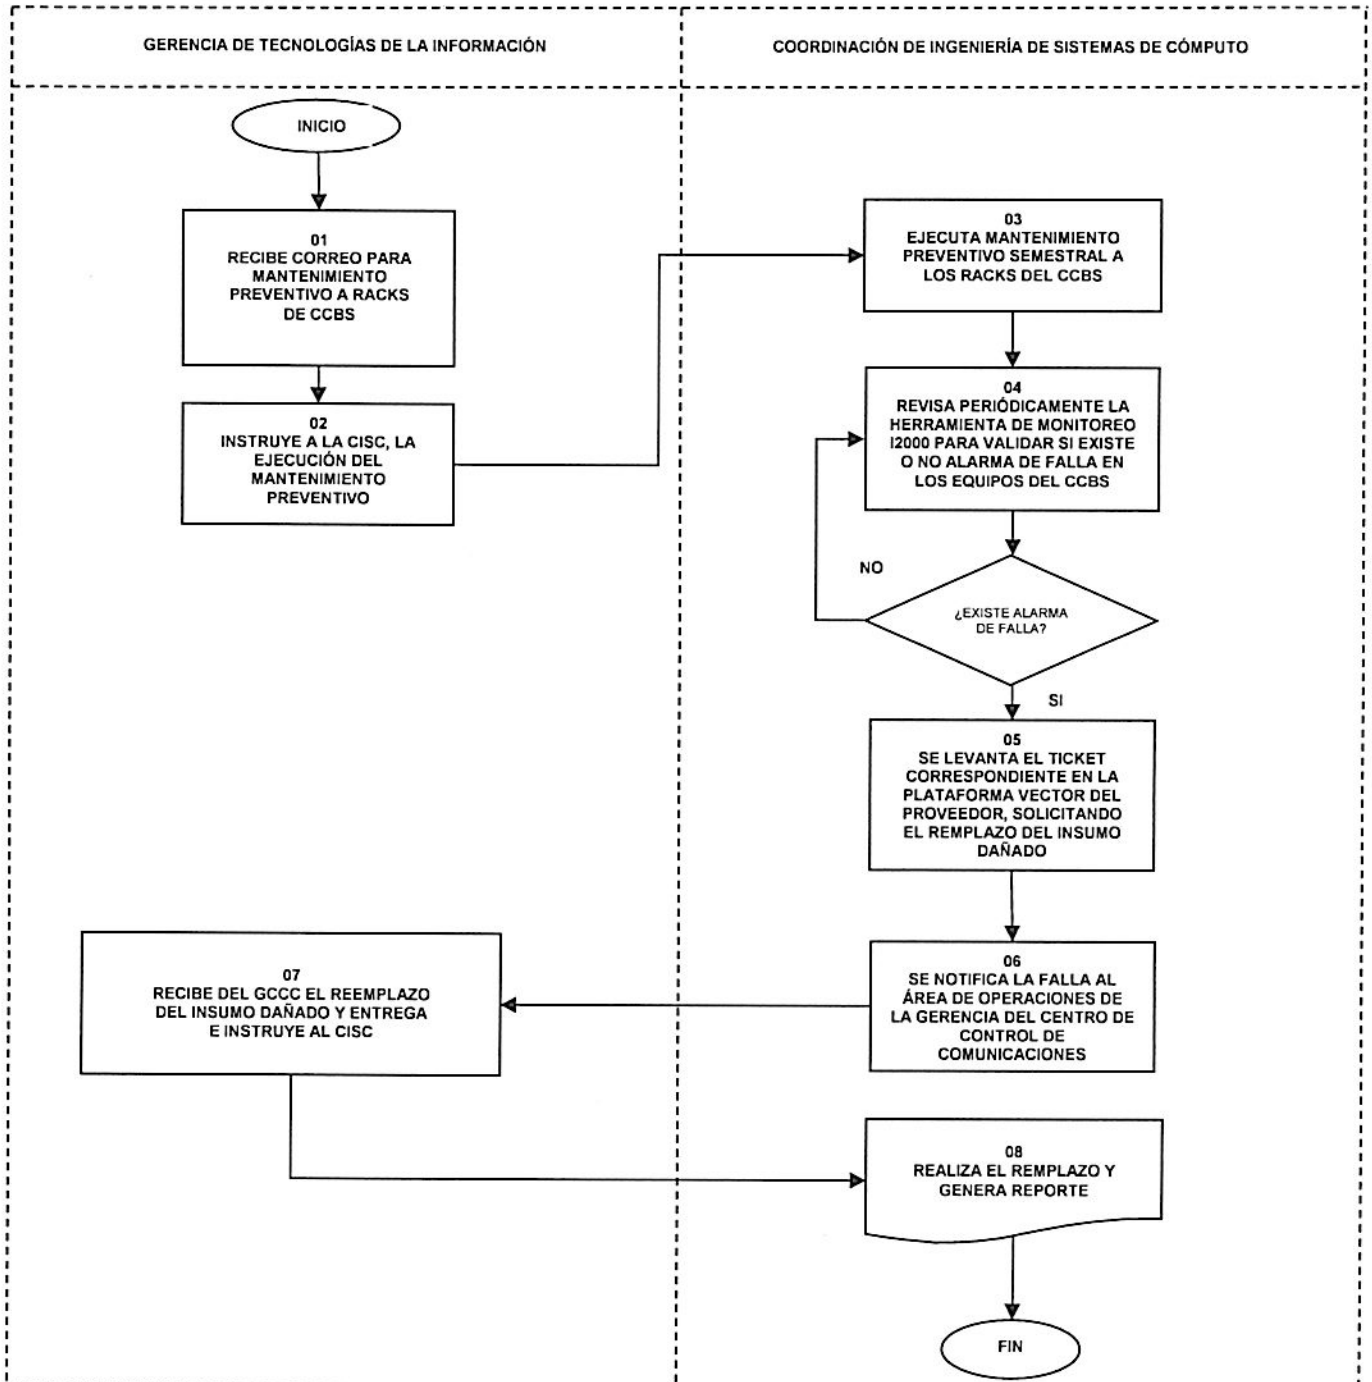 GERENCIA DE TECNOLOGÍAS DE LA INFORMACIÓN
COORDINACIÓN DE INGENIERÍA DE SISTEMAS DE CÓMPUTO
INICIO
01
RECIBE CORREO PARA
MANTENIMIENTO
PREVENTIVO A RACKS
DE CCBS
02
INSTRUYE A LA CISC, LA
EJECUCIÓN DEL
MANTENIMIENTO
PREVENTIVO
03
EJECUTA MANTENIMIENTO
PREVENTIVO SEMESTRAL A
LOS RACKS DEL CCBS
04
REVISA PERIÓDICAMENTE LA
HERRAMIENTA DE MONITOREO
I2000 PARA VALIDAR SI EXISTE
O NO ALARMA DE FALLA EN
LOS EQUIPOS DEL CCBS
NO
¿EXISTE ALARMA
DE FALLA?
SI
05
SE LEVANTA EL TICKET
CORRESPONDIENTE EN LA
PLATAFORMA VECTOR DEL
PROVEEDOR, SOLICITANDO
EL REMPLAZO DEL INSUMO
DAÑADO
06
SE NOTIFICA LA FALLA AL
ÁREA DE OPERACIONES DE
LA GERENCIA DEL CENTRO DE
CONTROL DE
COMUNICACIONES
07
RECIBE DEL GCCC EL REEMPLAZO
DEL INSUMO DAÑADO Y ENTREGA
E INSTRUYE AL CISC
08
REALIZA EL REMPLAZO Y
GENERA REPORTE
FIN